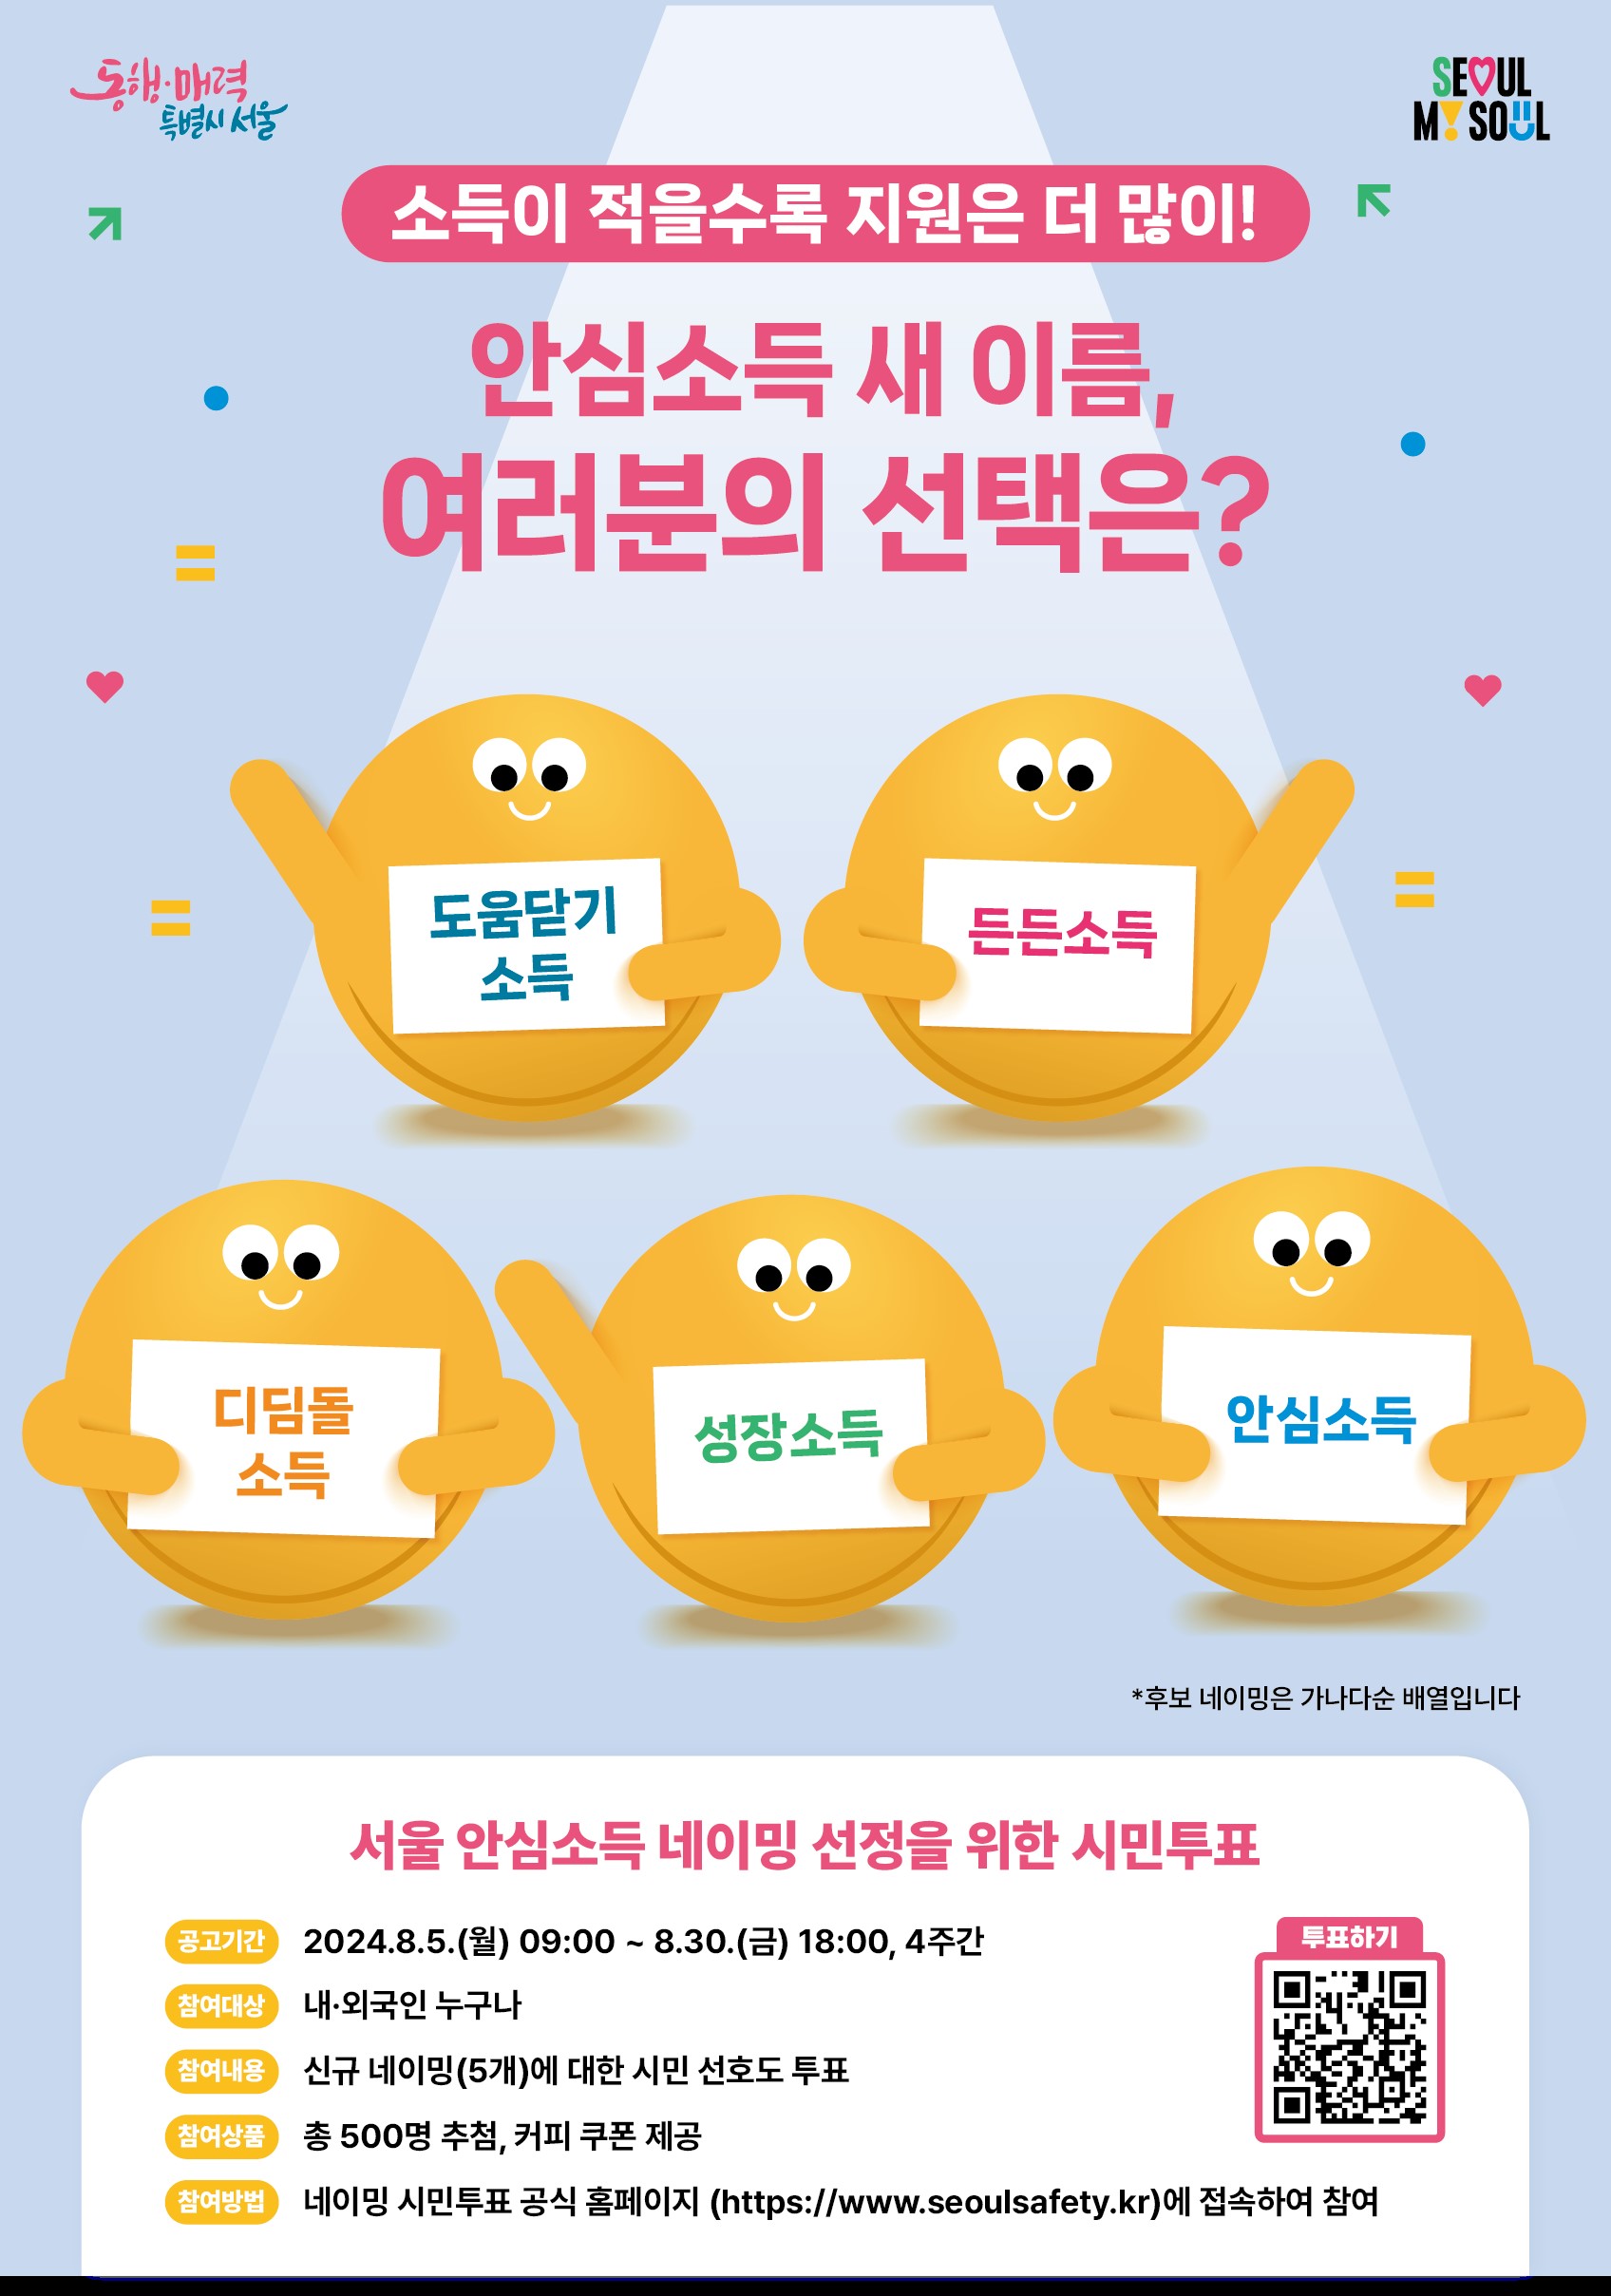 동행·매력
특별시 서울
SEOUL
MY SOUL
소득이 적을수록 지원은 더 많이!
안심소득 새 이름,
여러분의 선택은?
도움닫기
소득
든든소득
디딤돌
소득
성장소득
안심소득
*후보 네이밍은 가나다순 배열입니다
서울 안심소득 네이밍 선정을 위한 시민투표
공고기간 2024.8.5.(월) 09:00 ~ 8.30.(금) 18:00, 4주간
참여대상 내·외국인 누구나
참여내용 신규 네이밍(5개)에 대한 시민 선호도 투표
참여상품 총 500명 추첨, 커피 쿠폰 제공
참여방법 네이밍 시민투표 공식 홈페이지 (https://www.seoulsafety.kr)에 접속하여 참여
투표하기